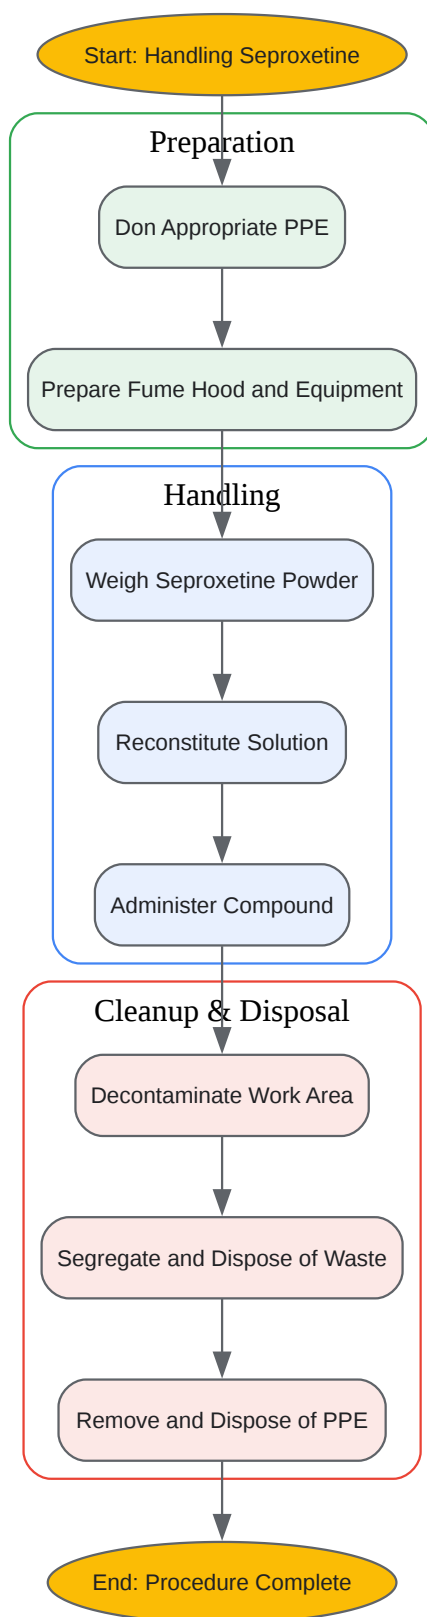 Start: Handling Seproxetine
Preparation
Don Appropriate PPE
Prepare Fume Hood and Equipment
Handling
Weigh Seproxetine Powder
Reconstitute Solution
Administer Compound
Cleanup & Disposal
Decontaminate Work Area
Segregate and Dispose of Waste
Remove and Dispose of PPE
End: Procedure Complete